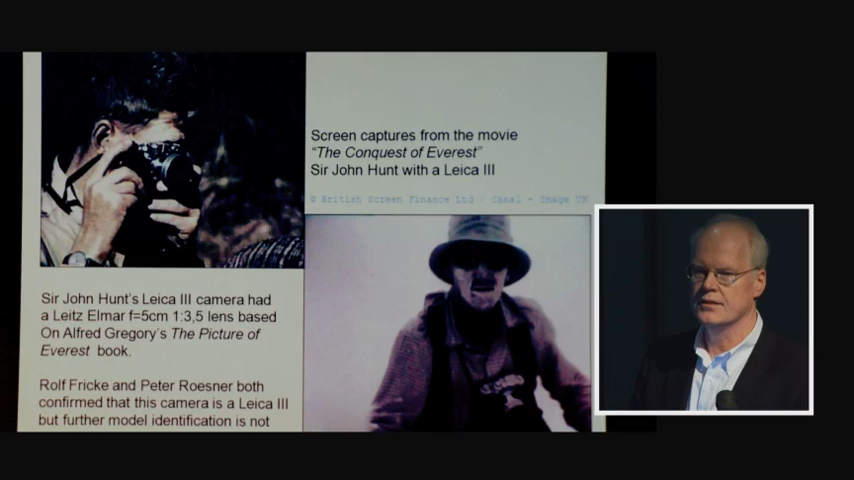 Screen captures from the movie
“The Conquest of Everest”
Sir John Hunt with a Leica III
© British Screen Finance Ltd / Canal + Image UK
Sir John Hunt's Leica III camera had
a Leitz Elmar f=5cm 1:3,5 lens based
On Alfred Gregory's The Picture of
Everest book.
Rolf Fricke and Peter Roesner both
confirmed that this camera is a Leica III
but further model identification is not